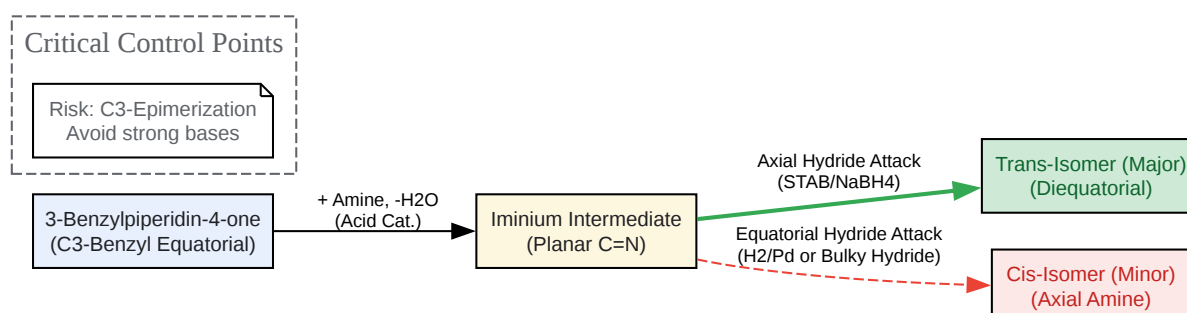 Critical Control Points
Risk: C3-Epimerization
Avoid strong bases
3-Benzylpiperidin-4-one
(C3-Benzyl Equatorial)
+ Amine, -H2O
(Acid Cat.)
Iminium Intermediate
(Planar C=N)
Axial Hydride Attack
(STAB/NaBH4)
Equatorial Hydride Attack
(H2/Pd or Bulky Hydride)
Trans-Isomer (Major)
(Diequatorial)
Cis-Isomer (Minor)
(Axial Amine)